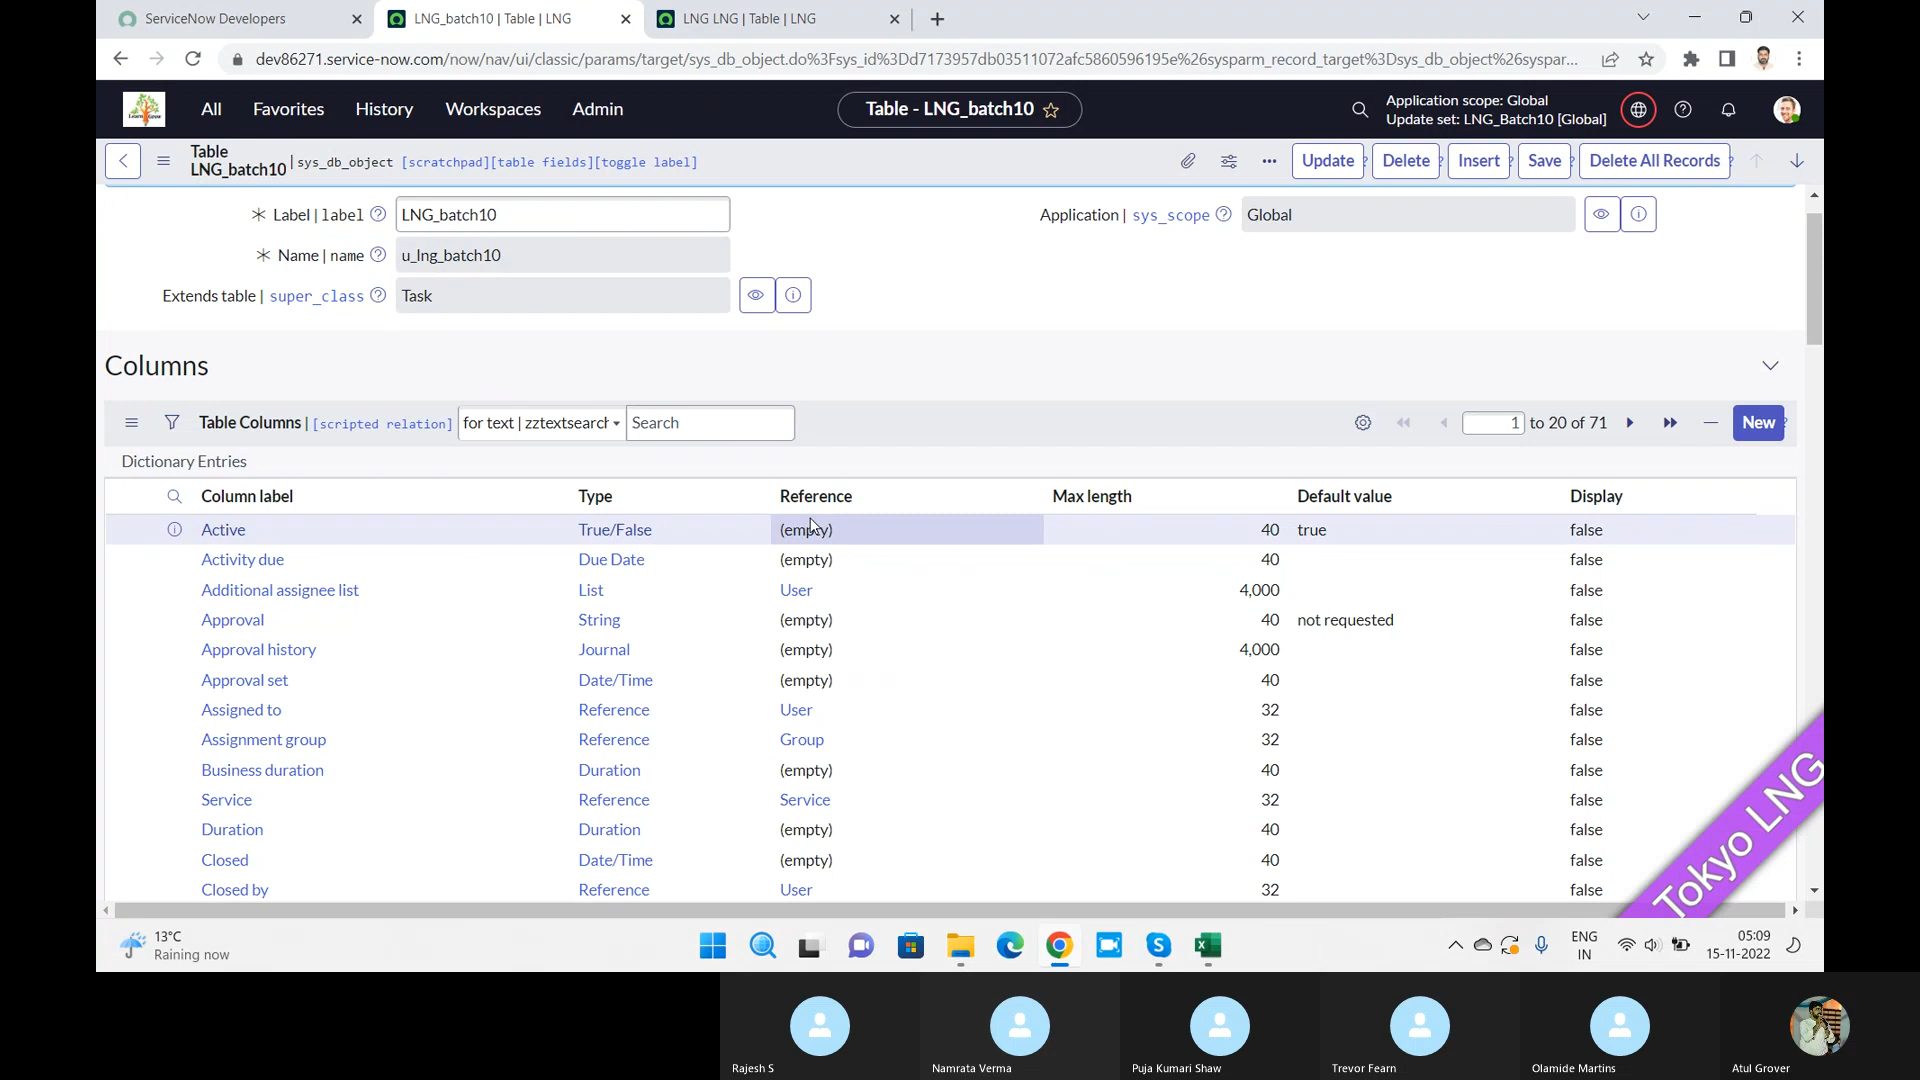 ServiceNow Developers
LNG_batch10 | Table | LNG
LNG LNG | Table | LNG
dev86271.service-now.com/now/nav/ui/classic/params/target/sys_db_object.do%3Fsys_id%3Dd7173957db03511072afc5860596195e%26sysparm_record_target%3Dsys_db_object%26syspar...
All Favorites History Workspaces Admin
Table - LNG_batch10
Application scope: Global
Update set: LNG_Batch10 [Global]
Table
LNG_batch10 | sys_db_object [scratchpad][table fields][toggle label]
Update Delete Insert Save Delete All Records
Label | label LNG_batch10
Application | sys_scope Global
Name | name u_lng_batch10
Extends table | super_class Task
Columns
Table Columns | [scripted relation] for text | zztextsearch Search 1 to 20 of 71 New
Dictionary Entries
Column label Type Reference Max length Default value Display
Active True/False (empty) 40 true false
Activity due Due Date (empty) 40 false
Additional assignee list List User 4,000 false
Approval String (empty) 40 not requested false
Approval history Journal (empty) 4,000 false
Approval set Date/Time (empty) 40 false
Assigned to Reference User 32 false
Assignment group Reference Group 32 false
Business duration Duration (empty) 40 false
Service Reference Service 32 false
Duration Duration (empty) 40 false
Closed Date/Time (empty) 40 false
Closed by Reference User 32 false
Tokyo LNG
13°C
Raining now
ENG
IN
05:09
15-11-2022
Rajesh S
Namrata Verma
Puja Kumari Shaw
Trevor Fearn
Olamide Martins
Atul Grover